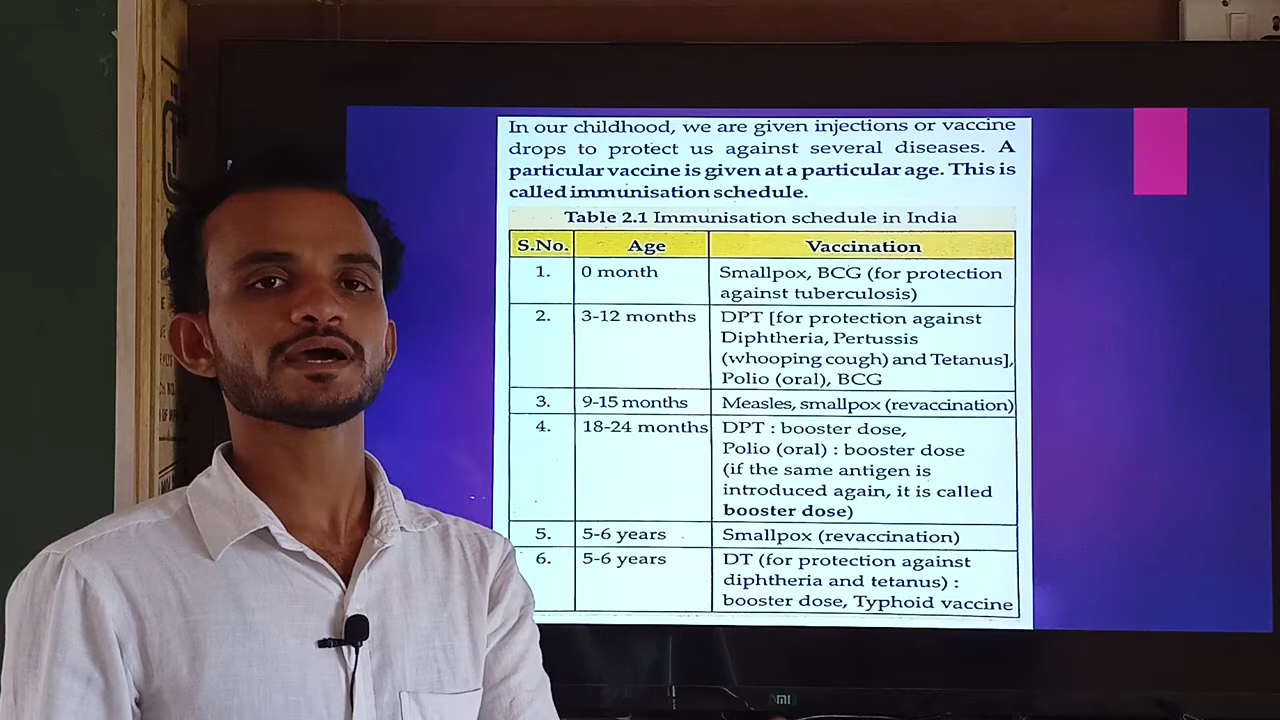 In our childhood, we are given injections or vaccine
drops to protect us against several diseases. A
particular vaccine is given at a particular age. This is
called immunisation schedule.
Table 2.1 Immunisation schedule in India
S.No. Age Vaccination
1. 0 month Smallpox, BCG (for protection
against tuberculosis)
2. 3-12 months DPT [for protection against
Diphtheria, Pertussis
(whooping cough) and Tetanus],
Polio (oral), BCG
3. 9-15 months Measles, smallpox (revaccination)
4. 18-24 months DPT : booster dose,
Polio (oral) : booster dose
(if the same antigen is
introduced again, it is called
booster dose)
5. 5-6 years Smallpox (revaccination)
6. 5-6 years DT (for protection against
diphtheria and tetanus) :
booster dose, Typhoid vaccine
mi